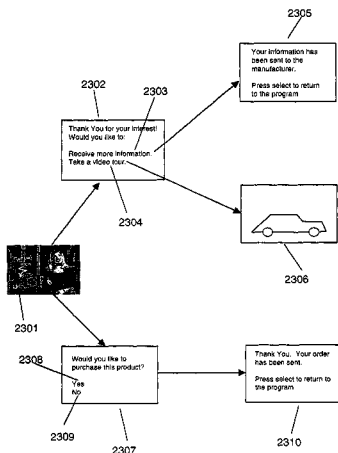 2305
Your information has
been sent to the
manufacturer.
Press select to return
to the program
2302
2303
Thank You for your interest!
Would you like to:
Receive more information.
Take a video tour.
2304
2306
2301
2308
Would you like to
purchase this product?
Yes
No
2309
2307
Thank You. Your order
has been sent.
Press select to return
to the program
2310